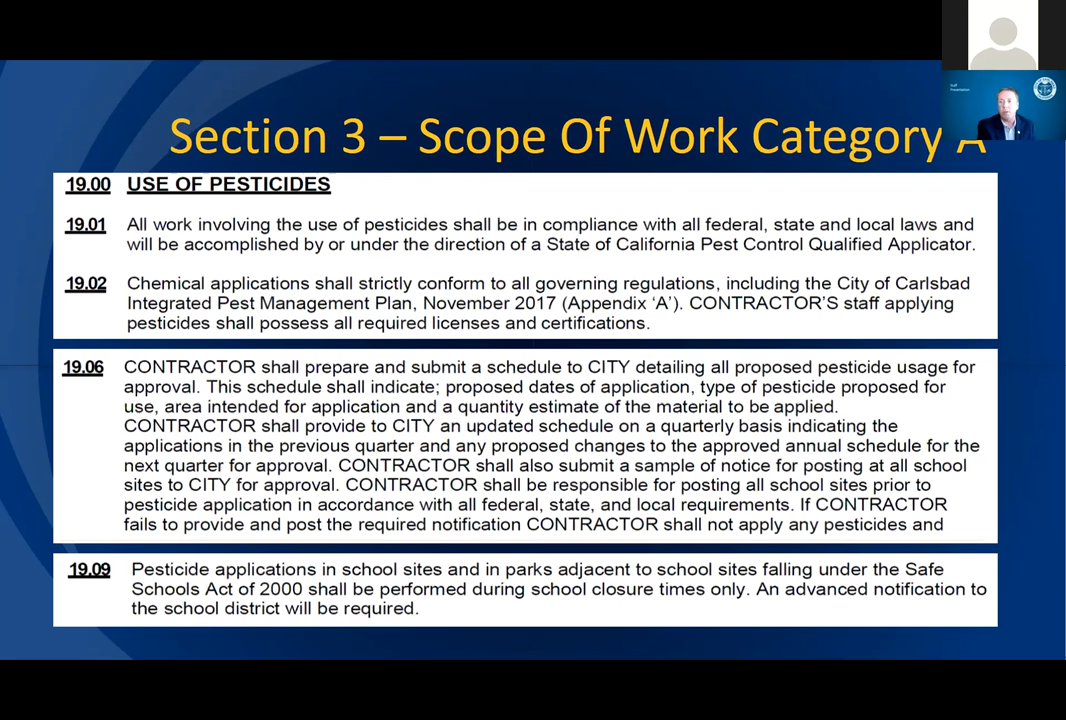 Staff
Presentation
Section 3 – Scope Of Work Category A
19.00 USE OF PESTICIDES
19.01 All work involving the use of pesticides shall be in compliance with all federal, state and local laws and
will be accomplished by or under the direction of a State of California Pest Control Qualified Applicator.
19.02 Chemical applications shall strictly conform to all governing regulations, including the City of Carlsbad
Integrated Pest Management Plan, November 2017 (Appendix ‘A’). CONTRACTOR’S staff applying
pesticides shall possess all required licenses and certifications.
19.06 CONTRACTOR shall prepare and submit a schedule to CITY detailing all proposed pesticide usage for
approval. This schedule shall indicate; proposed dates of application, type of pesticide proposed for
use, area intended for application and a quantity estimate of the material to be applied.
CONTRACTOR shall provide to CITY an updated schedule on a quarterly basis indicating the
applications in the previous quarter and any proposed changes to the approved annual schedule for the
next quarter for approval. CONTRACTOR shall also submit a sample of notice for posting at all school
sites to CITY for approval. CONTRACTOR shall be responsible for posting all school sites prior to
pesticide application in accordance with all federal, state, and local requirements. If CONTRACTOR
fails to provide and post the required notification CONTRACTOR shall not apply any pesticides and
19.09 Pesticide applications in school sites and in parks adjacent to school sites falling under the Safe
Schools Act of 2000 shall be performed during school closure times only. An advanced notification to
the school district will be required.